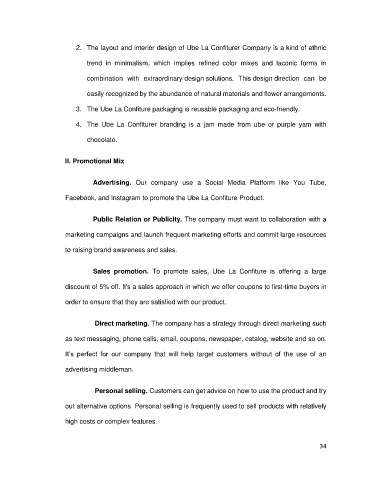 2. The layout and interior design of Ube La Confiturer Company is a kind of ethnic
trend in minimalism, which implies refined color mixes and laconic forms in
combination with extraordinary design solutions. This design direction can be
easily recognized by the abundance of natural materials and flower arrangements.
3. The Ube La Confiture packaging is reusable packaging and eco-friendly.
4. The Ube La Confiturer branding is a jam made from ube or purple yam with
chocolate.
II. Promotional Mix
Advertising. Our company use a Social Media Platform like You Tube,
Facebook, and Instagram to promote the Ube La Confiture Product.
Public Relation or Publicity. The company must want to collaboration with a
marketing campaigns and launch frequent marketing efforts and commit large resources
to raising brand awareness and sales.
Sales promotion. To promote sales, Ube La Confiture is offering a large
discount of 5% off. It's a sales approach in which we offer coupons to first-time buyers in
order to ensure that they are satisfied with our product.
Direct marketing. The company has a strategy through direct marketing such
as text messaging, phone calls, email, coupons, newspaper, catalog, website and so on.
It's perfect for our company that will help target customers without of the use of an
advertising middleman.
Personal selling. Customers can get advice on how to use the product and try
out alternative options. Personal selling is frequently used to sell products with relatively
high costs or complex features.
34